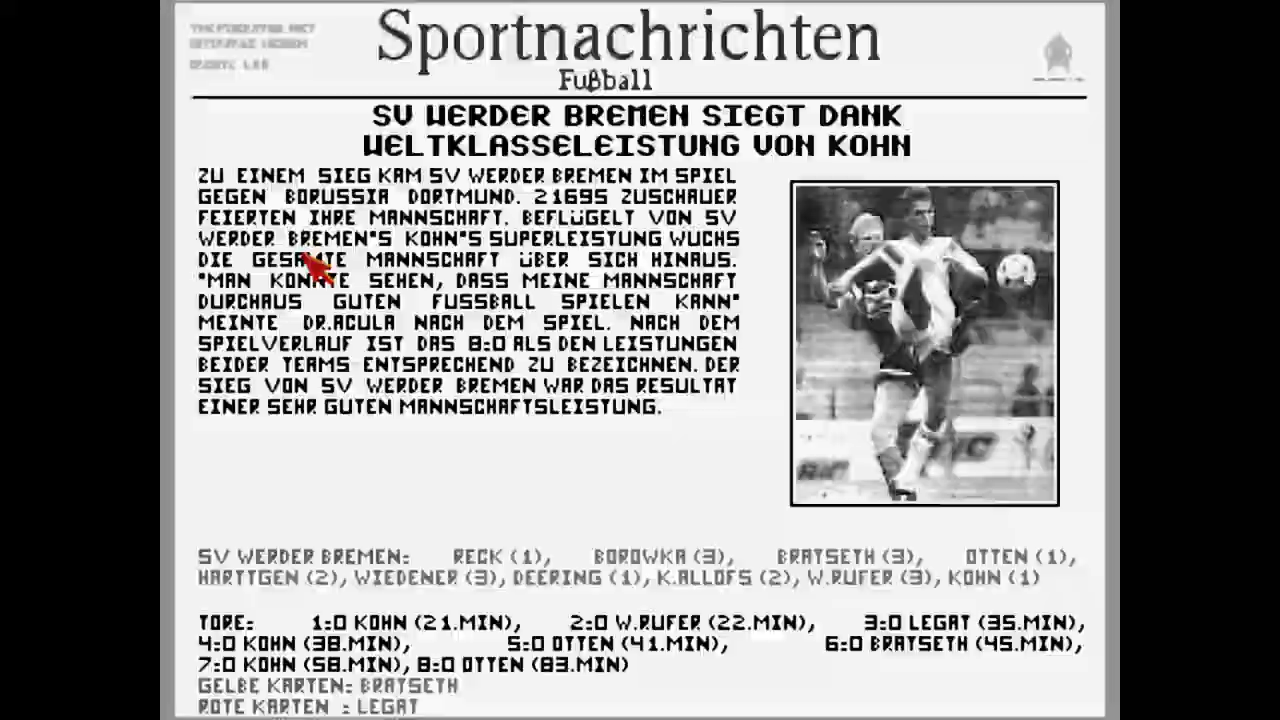 Sportnachrichten
Fußball
SV WERDER BREMEN SIEGT DANK
WELTKLASSELEISTUNG VON KOHN
ZU EINEM SIEG KAM SV WERDER BREMEN IM SPIEL
GEGEN BORUSSIA DORTMUND. 21695 ZUSCHAUER
FEIERTEN IHRE MANNSCHAFT. BEFLÜGELT VON SV
WERDER BREMEN'S KOHN'S SUPERLEISTUNG WUCHS
DIE GESAMTE MANNSCHAFT ÜBER SICH HINAUS.
"MAN KONNTE SEHEN, DASS MEINE MANNSCHAFT
DURCHAUS GUTEN FUSSBALL SPIELEN KANN"
MEINTE DR.ACULA NACH DEM SPIEL. NACH DEM
SPIELVERLAUF IST DAS 8:0 ALS DEN LEISTUNGEN
BEIDER TEAMS ENTSPRECHEND ZU BEZEICHNEN. DER
SIEG VON SV WERDER BREMEN WAR DAS RESULTAT
EINER SEHR GUTEN MANNSCHAFTSLEISTUNG.
SV WERDER BREMEN: RECK (1), BOROWKA (3), BRATSETH (3), OTTEN (1),
HARTTGEN (2), WIEDENER (3), DEERING (1), K.ALLOFS (2), W.RUFER (3), KOHN (1)
TORE: 1:0 KOHN (21.MIN), 2:0 W.RUFER (22.MIN), 3:0 LEGAT (35.MIN),
4:0 KOHN (38.MIN), 5:0 OTTEN (41.MIN), 6:0 BRATSETH (45.MIN),
7:0 KOHN (58.MIN), 8:0 OTTEN (83.MIN)
GELBE KARTEN: BRATSETH
ROTE KARTEN : LEGAT